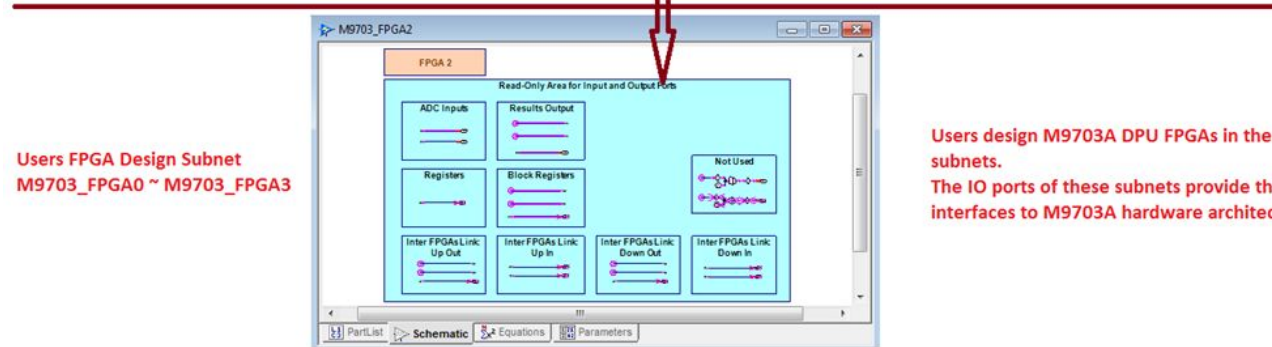 M9703_FPGA2
FPGA 2
Read-Only Area for Input and Output Ports
ADC Inputs
Results Output
Not Used
Registers
Block Registers
Inter FPGAs Link:
Up Out
Inter FPGAs Link:
Up In
Inter FPGAs Link:
Down Out
Inter FPGAs Link:
Down In
PartList
Schematic
Equations
Parameters
Users FPGA Design Subnet
M9703_FPGA0 ~ M9703_FPGA3
Users design M9703A DPU FPGAs in the
subnets.
The IO ports of these subnets provide
interfaces to M9703A hardware